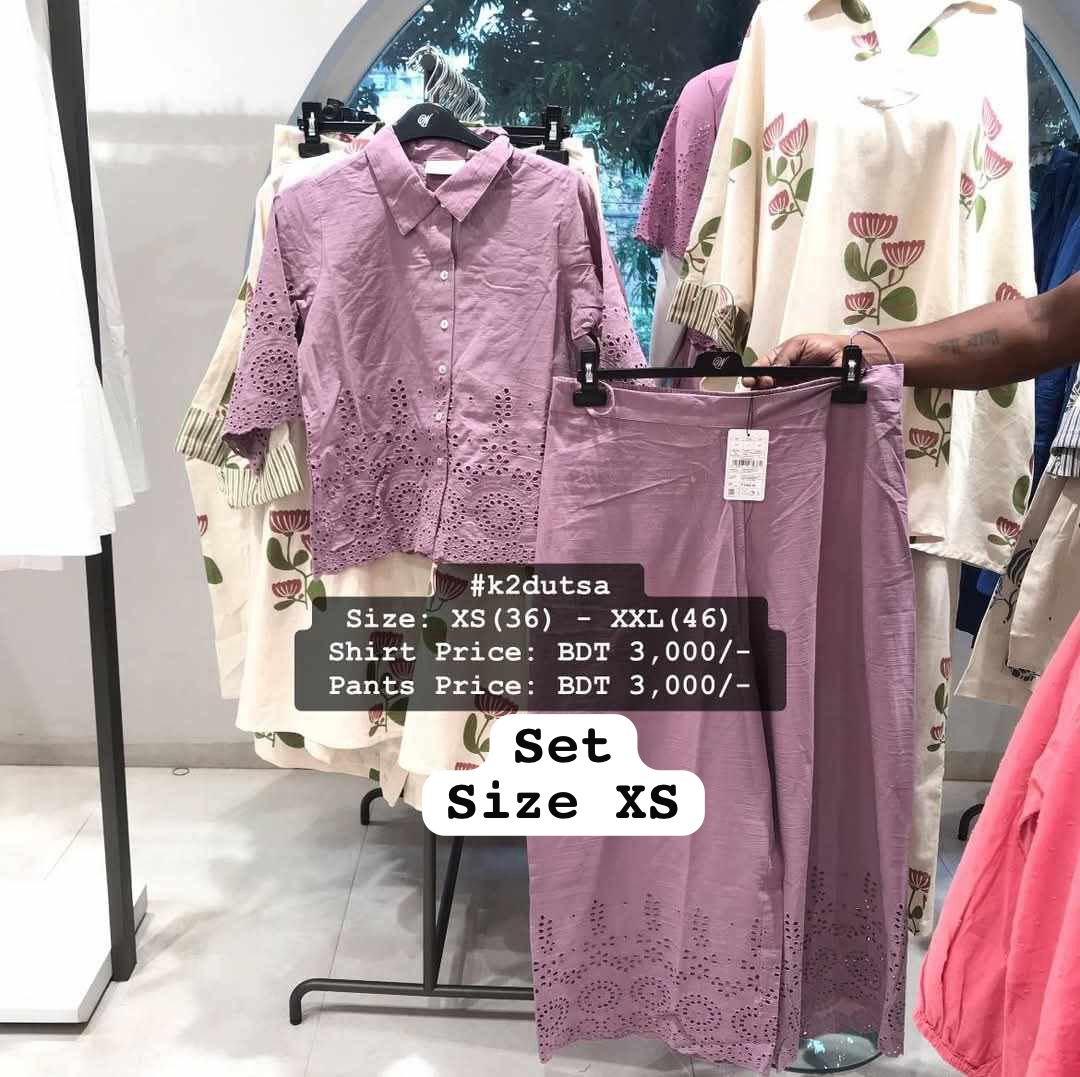 #k2dutsa
Size: XS(36) - XXL(46)
Shirt Price: BDT 3,000/-
Pants Price: BDT 3,000/-
Set
Size XS